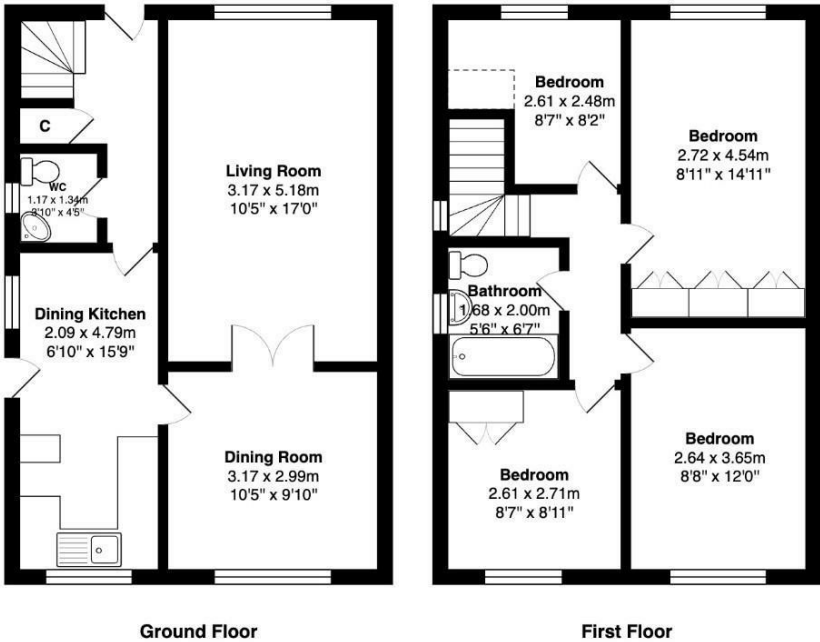 C
WC
1.17 x 1.34m
3'10" x 4'5"
Living Room
3.17 x 5.18m
10'5" x 17'0"
Dining Kitchen
2.09 x 4.79m
6'10" x 15'9"
Dining Room
3.17 x 2.99m
10'5" x 9'10"
Ground Floor
Bedroom
2.61 x 2.48m
8'7" x 8'2"
Bedroom
2.72 x 4.54m
8'11" x 14'11"
Bathroom
1.68 x 2.00m
5'6" x 6'7"
Bedroom
2.61 x 2.71m
8'7" x 8'11"
Bedroom
2.64 x 3.65m
8'8" x 12'0"
First Floor